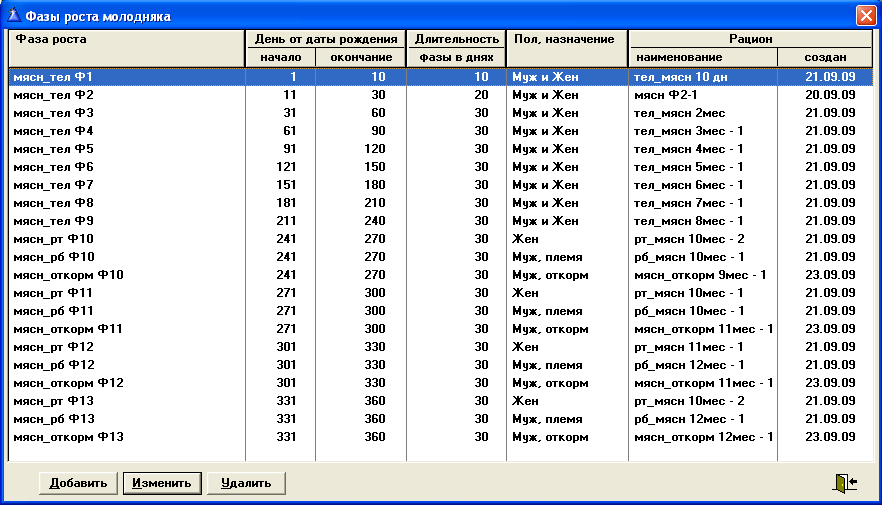 Фазы роста молодняка
Фаза роста День от даты рождения Длительность Пол, назначение Рацион
начало окончание фазы в днях наименование создан
мясн_тел Ф1 1 10 10 Муж и Жен тел_мясн 10 дн 21.09.09
мясн_тел Ф2 11 30 20 Муж и Жен мясн Ф2-1 20.09.09
мясн_тел Ф3 31 60 30 Муж и Жен тел_мясн 2мес 21.09.09
мясн_тел Ф4 61 90 30 Муж и Жен тел_мясн 3мес - 1 21.09.09
мясн_тел Ф5 91 120 30 Муж и Жен тел_мясн 4мес - 1 21.09.09
мясн_тел Ф6 121 150 30 Муж и Жен тел_мясн 5мес - 1 21.09.09
мясн_тел Ф7 151 180 30 Муж и Жен тел_мясн 6мес - 1 21.09.09
мясн_тел Ф8 181 210 30 Муж и Жен тел_мясн 7мес - 1 21.09.09
мясн_тел Ф9 211 240 30 Муж и Жен тел_мясн 8мес - 1 21.09.09
мясн_рт Ф10 241 270 30 Жен рт_мясн 10мес - 2 21.09.09
мясн_рб Ф10 241 270 30 Муж, племя рб_мясн 10мес - 1 21.09.09
мясн_откорм Ф10 241 270 30 Муж, откорм мясн_откорм 9мес - 1 23.09.09
мясн_рт Ф11 271 300 30 Жен рт_мясн 10мес - 1 21.09.09
мясн_рб Ф11 271 300 30 Муж, племя рб_мясн 10мес - 1 21.09.09
мясн_откорм Ф11 271 300 30 Муж, откорм мясн_откорм 11мес - 1 23.09.09
мясн_рт Ф12 301 330 30 Жен рт_мясн 11мес - 1 21.09.09
мясн_рб Ф12 301 330 30 Муж, племя рб_мясн 12мес - 1 21.09.09
мясн_откорм Ф12 301 330 30 Муж, откорм мясн_откорм 11мес - 1 23.09.09
мясн_рт Ф13 331 360 30 Жен рт_мясн 10мес - 2 21.09.09
мясн_рб Ф13 331 360 30 Муж, племя рб_мясн 12мес - 1 21.09.09
мясн_откорм Ф13 331 360 30 Муж, откорм мясн_откорм 12мес - 1 23.09.09
Добавить Изменить Удалить